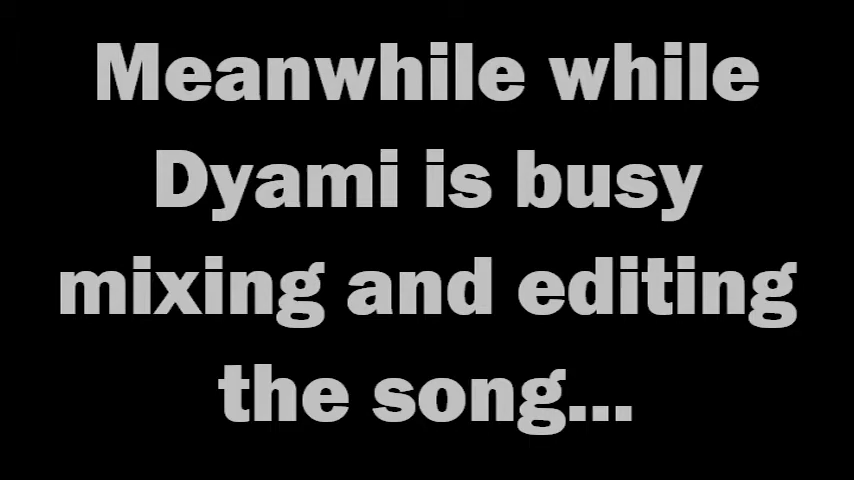 Meanwhile while
Dyami is busy
mixing and editing
the song...